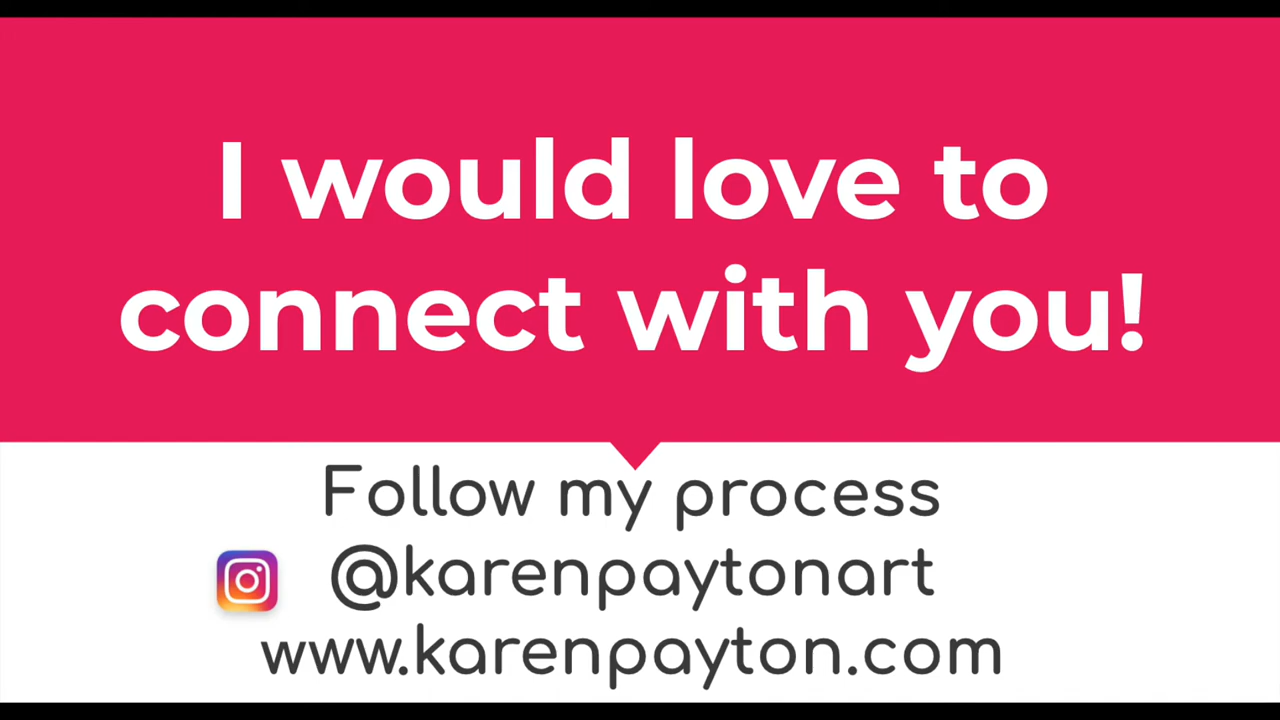 I would love to
connect with you!
Follow my process
@karenpaytonart
www.karenpayton.com